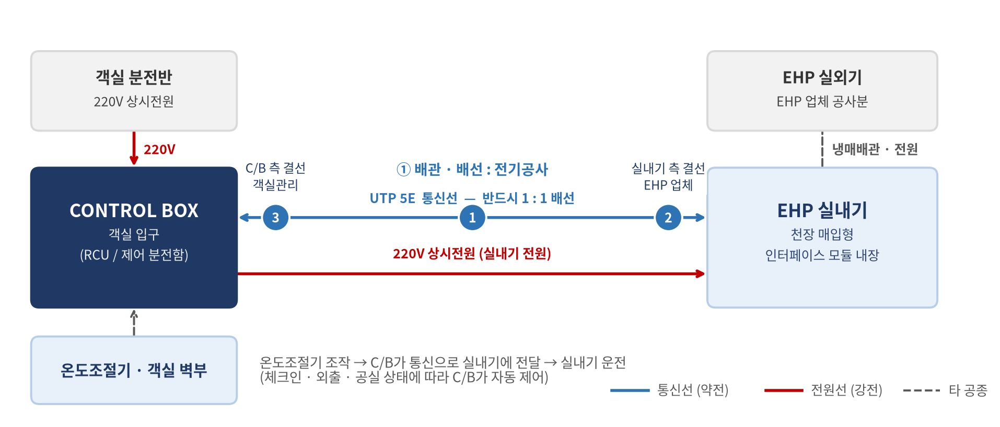 객실 분전반
220V 상시전원
EHP 실외기
EHP 업체 공사분
220V
냉매배관 · 전원
C/B 측 결선
객실관리
① 배관 · 배선 : 전기공사
실내기 측 결선
EHP 업체
UTP 5E 통신선 — 반드시 1 : 1 배선
3
1
2
CONTROL BOX
객실 입구
(RCU / 제어 분전함)
220V 상시전원 (실내기 전원)
EHP 실내기
천장 매입형
인터페이스 모듈 내장
온도조절기 · 객실 벽부
온도조절기 조작 → C/B가 통신으로 실내기에 전달 → 실내기 운전
(체크인 · 외출 · 공실 상태에 따라 C/B가 자동 제어)
통신선 (약전)
전원선 (강전)
타 공종